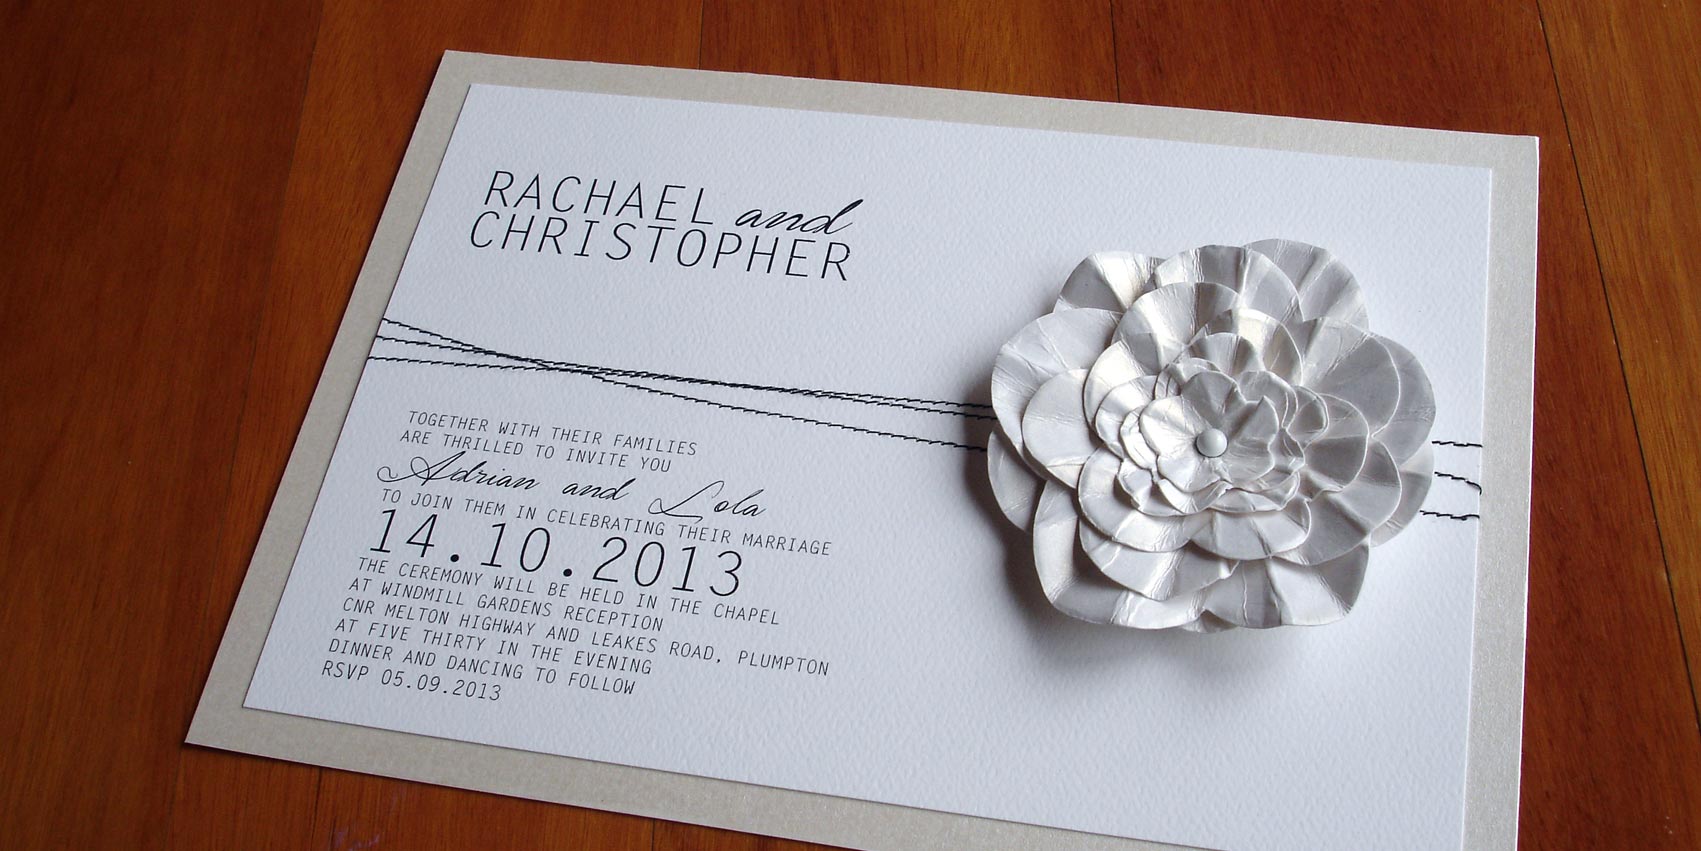 RACHAEL and
CHRISTOPHER
TOGETHER WITH THEIR FAMILIES
ARE THRILLED TO INVITE YOU
Adrian and Lola
TO JOIN THEM IN CELEBRATING THEIR MARRIAGE
14.10.2013
THE CEREMONY WILL BE HELD IN THE CHAPEL
AT WINDMILL GARDENS RECEPTION
CNR MELTON HIGHWAY AND LEAKES ROAD, PLUMPTON
AT FIVE THIRTY IN THE EVENING
DINNER AND DANCING TO FOLLOW
RSVP 05.09.2013